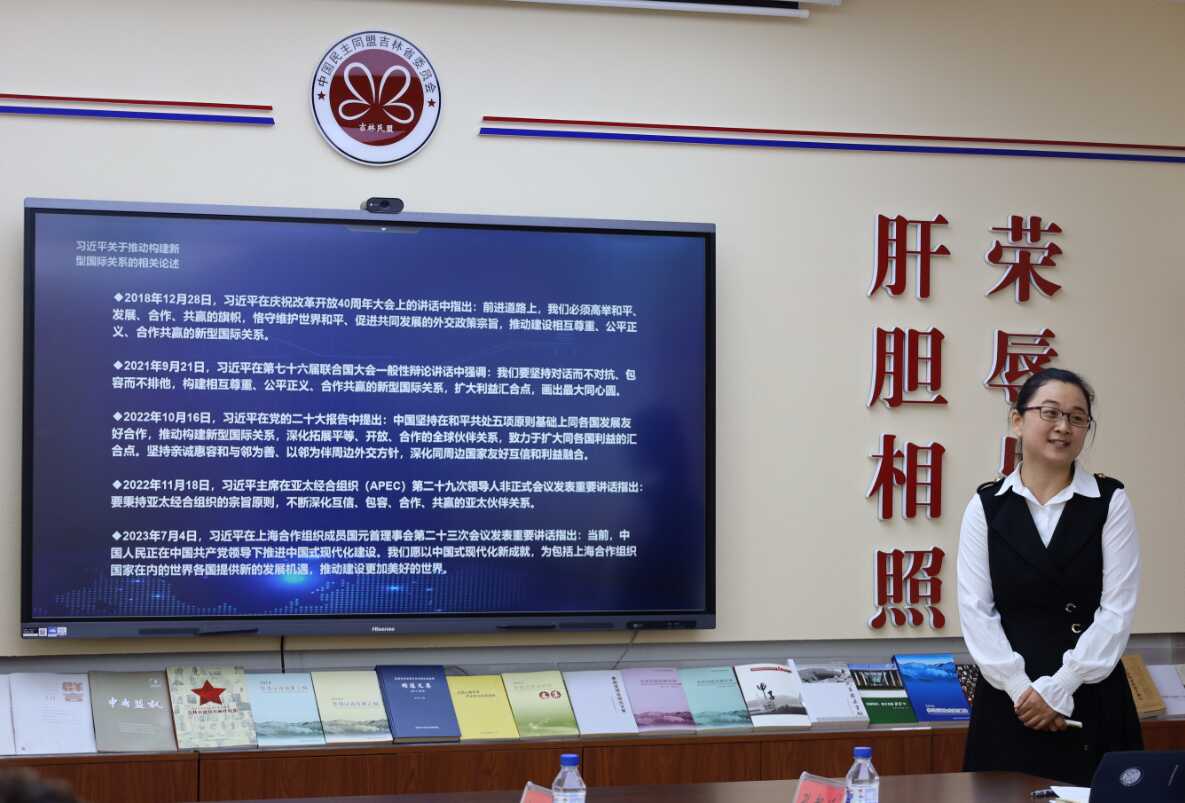 中国民主同盟吉林省委员会
吉林民盟
习近平关于推动构建新
型国际关系的相关论述
◆2018年12月28日，习近平在庆祝改革开放40周年大会上的讲话中指出：前进道路上，我们必须高举和平、
发展、合作、共赢的旗帜，恪守维护世界和平、促进共同发展的外交政策宗旨，推动建设相互尊重、公平正
义、合作共赢的新型国际关系。
◆2021年9月21日，习近平在第七十六届联合国大会一般性辩论讲话中强调：我们要坚持对话而不对抗、包
容而不排他，构建相互尊重、公平正义、合作共赢的新型国际关系，扩大利益汇合点，画出最大同心圆。
◆2022年10月16日，习近平在党的二十大报告中提出：中国坚持在和平共处五项原则基础上同各国发展友
好合作，推动构建新型国际关系，深化拓展平等、开放、合作的全球伙伴关系，致力于扩大同各国利益的汇
合点。坚持亲诚惠容和与邻为善、以邻为伴周边外交方针，深化同周边国家友好互信和利益融合。
◆2022年11月18日，习近平主席在亚太经合组织（APEC）第二十九次领导人非正式会议发表重要讲话指出：
要秉持亚太经合组织的宗旨原则，不断深化互信、包容、合作、共赢的亚太伙伴关系。
◆2023年7月4日，习近平在上海合作组织成员国元首理事会第二十三次会议发表重要讲话指出：当前，中
国人民正在中国共产党领导下推进中国式现代化建设。我们愿以中国式现代化新成就，为包括上海合作组织
国家在内的世界各国提供新的发展机遇，推动建设更加美好的世界。
Hisense
肝胆相照
荣辱